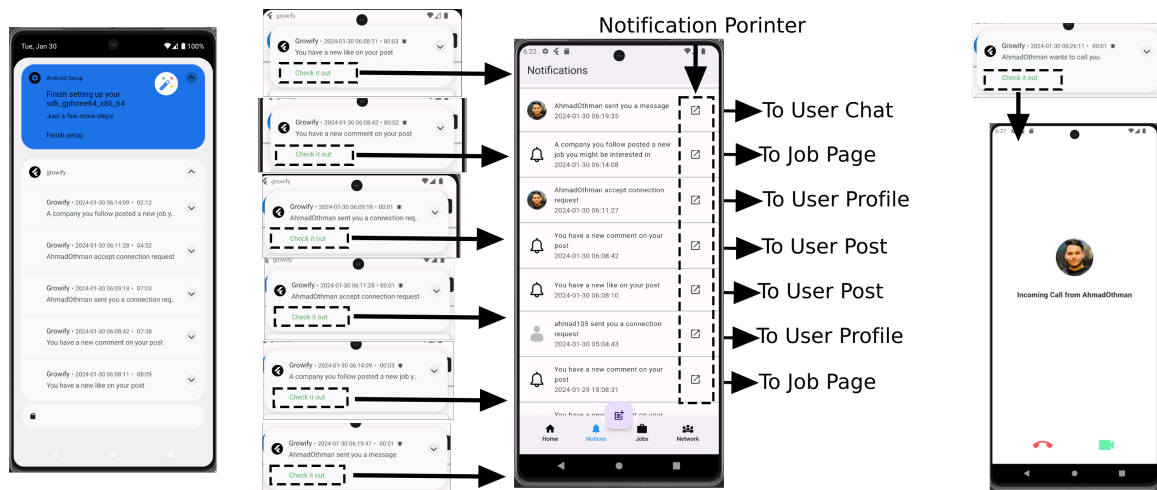 Tue, Jan 30
100%
Android Setup
Finish setting up your
sdk_gphone64_x86_64
Just a few more steps
Finish setup
growify
Growify • 2024-01-30 06:14:09 • 02:12
A company you follow posted a new job y..
Growify • 2024-01-30 06:11:28 • 04:52
AhmadOthman accept connection request
Growify • 2024-01-30 06:09:18 • 07:03
AhmadOthman sent you a connection req..
Growify • 2024-01-30 06:08:42 • 07:38
You have a new comment on your post
Growify • 2024-01-30 06:08:11 • 08:09
You have a new like on your post
growify
Growify • 2024-01-30 06:08:11 • 00:03
You have a new like on your post
Check it out
Growify • 2024-01-30 06:08:42 • 00:02
You have a new comment on your post
Check it out
growify
Growify • 2024-01-30 06:09:18 • 00:01
AhmadOthman sent you a connection req..
Check it out
growify
Growify • 2024-01-30 06:11:28 • 00:01
AhmadOthman accept connection request
Check it out
Growify • 2024-01-30 06:14:09 • 00:03
A company you follow posted a new job y..
Check it out
Growify • 2024-01-30 06:19:47 • 00:01
AhmadOthman sent you a message
Check it out
Notification Porinter
6:22
Notifications
AhmadOthman sent you a message
2024-01-30 06:19:35
A company you follow posted a new
job you might be interested in
2024-01-30 06:14:08
AhmadOthman accept connection
request
2024-01-30 06:11:27
You have a new comment on your
post
2024-01-30 06:08:42
You have a new like on your post
2024-01-30 06:08:10
ahmad105 sent you a connection
request
2024-01-30 05:04:43
You have a new comment on your
post
2024-01-29 18:08:31
You have a new comment on your
Home
Notices
Jobs
Network
To User Chat
To Job Page
To User Profile
To User Post
To User Post
To User Profile
To Job Page
Growify • 2024-01-30 06:26:11 • 00:01
AhmadOthman wants to call you
Check it out
6:27
Incoming Call from AhmadOthman